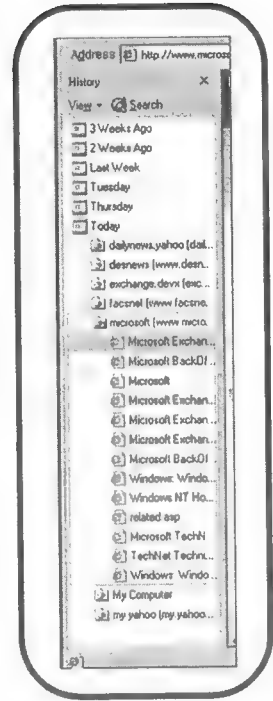 Address http://www.micros
History ×
View Search
3 Weeks Ago
2 Weeks Ago
Last Week
Tuesday
Thursday
Today
dailynews.yahoo (dail...
desnews (www.desn...
exchange.devx (exc...
facsnet (www.facsne...
microsoft (www.micro...
Microsoft Exchan...
Microsoft BackOf...
Microsoft
Microsoft Exchan...
Microsoft Exchan...
Microsoft Exchan...
Microsoft BackOf...
Windows: Windo...
Windows NT Ho...
related.asp
Microsoft TechN...
TechNet Techni...
Windows: Windo...
My Computer
my.yahoo (my.yahoo...